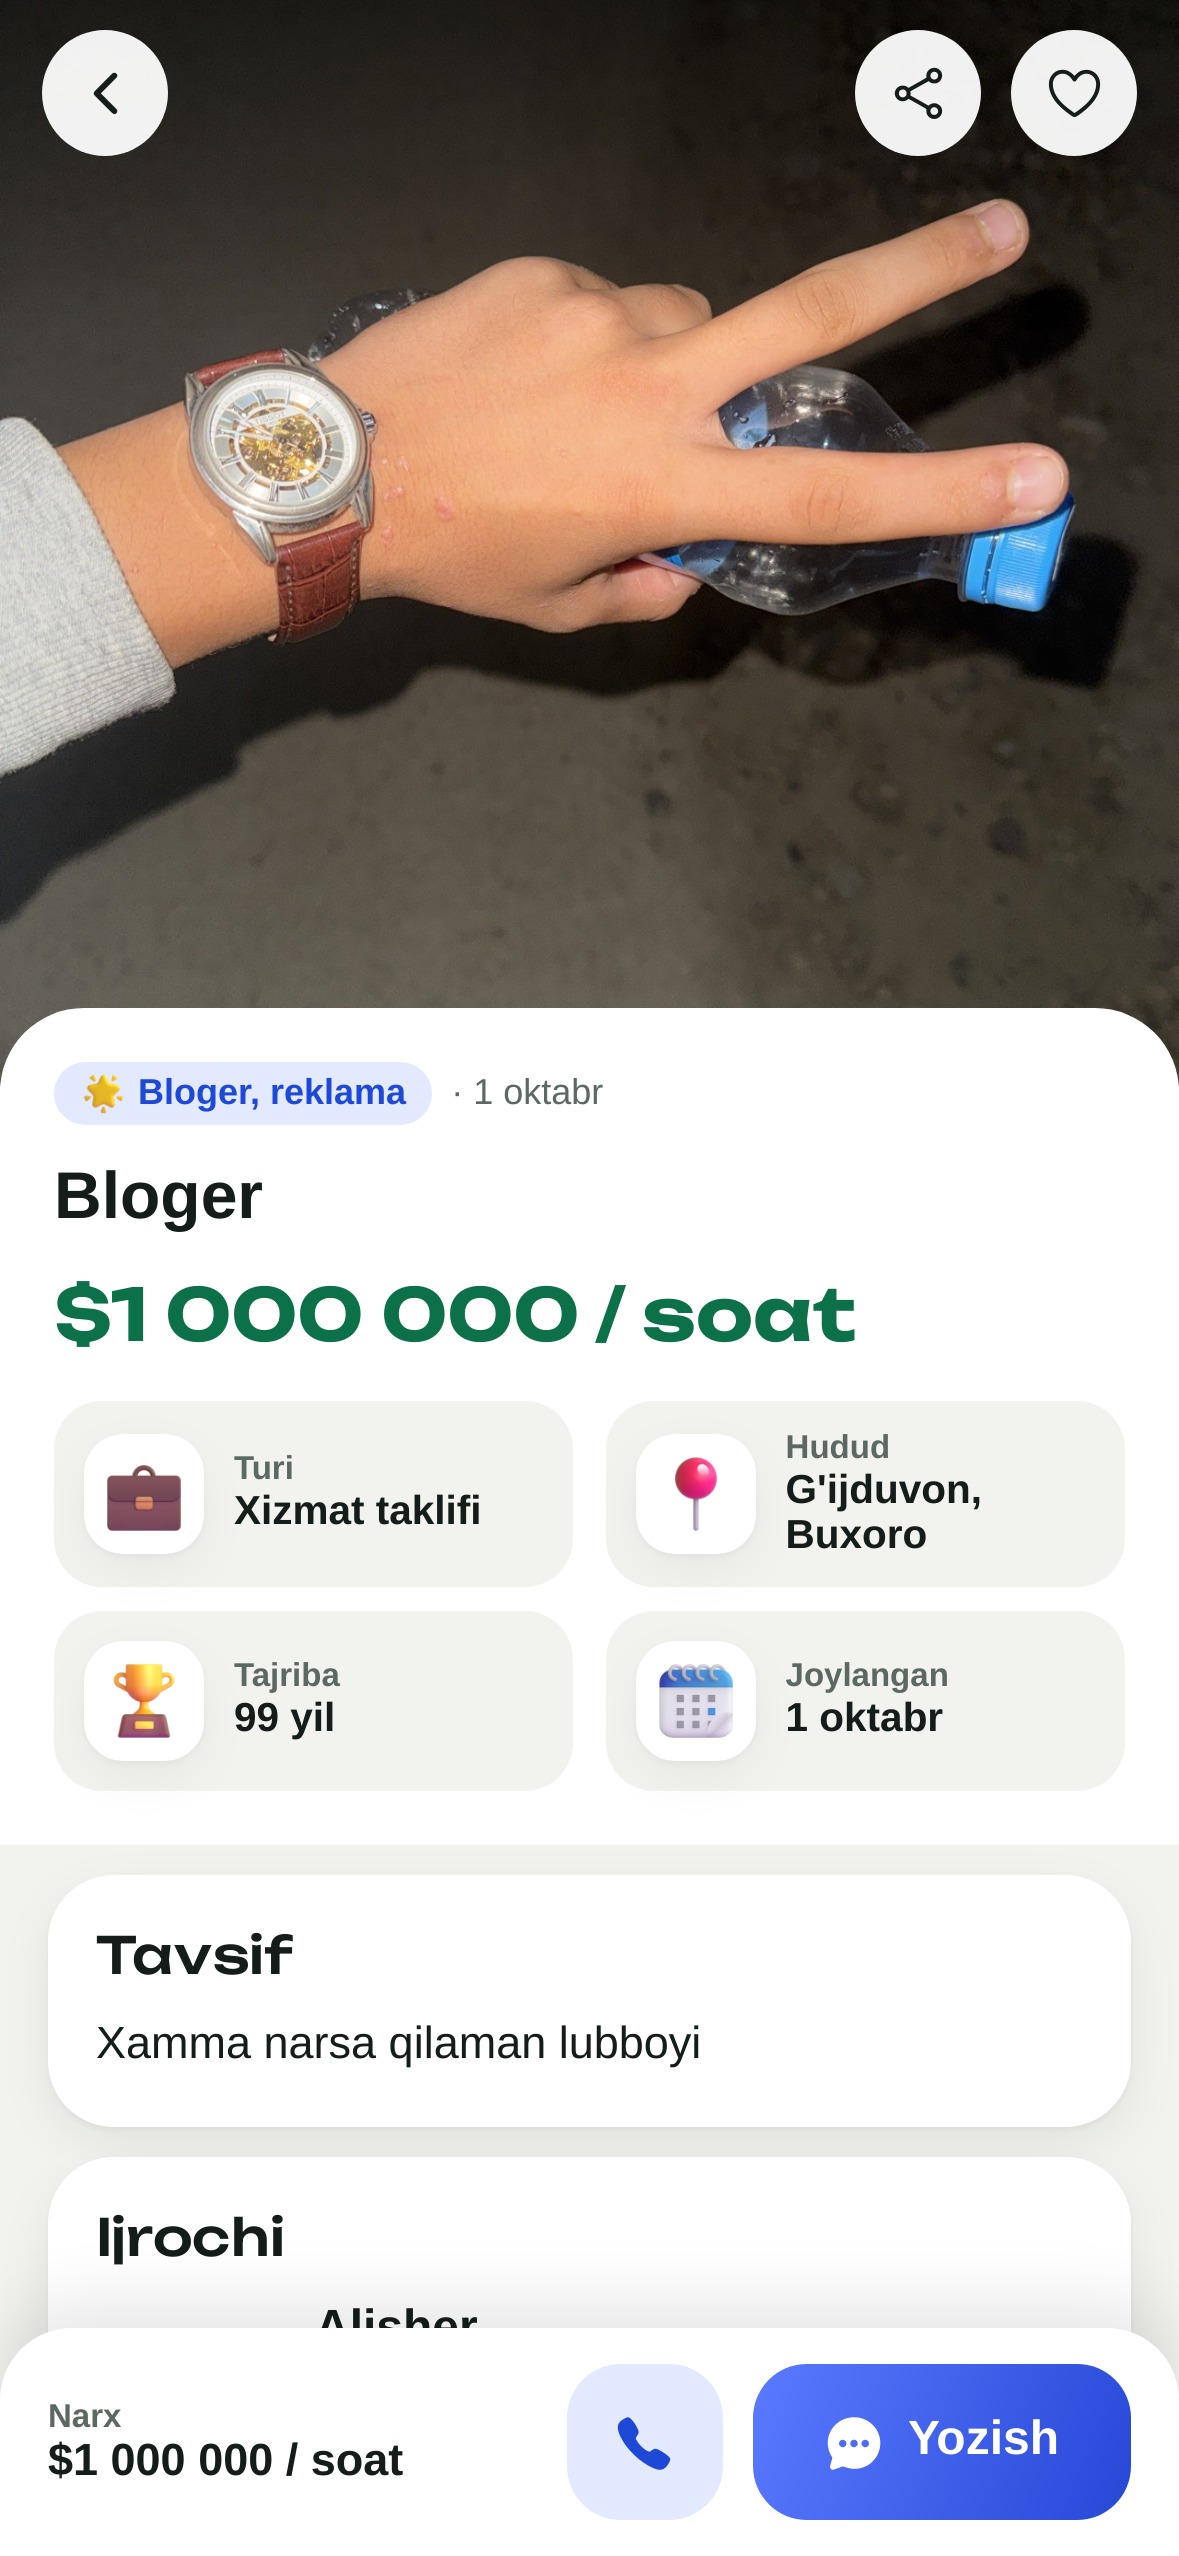 Bloger, reklama · 1 oktabr
Bloger
$1 000 000 / soat
Turi
Xizmat taklifi
Hudud
G'ijduvon,
Buxoro
Tajriba
99 yil
Joylangan
1 oktabr
Tavsif
Xamma narsa qilaman lubboyi
Ijrochi
Alisher
Narx
$1 000 000 / soat
Yozish